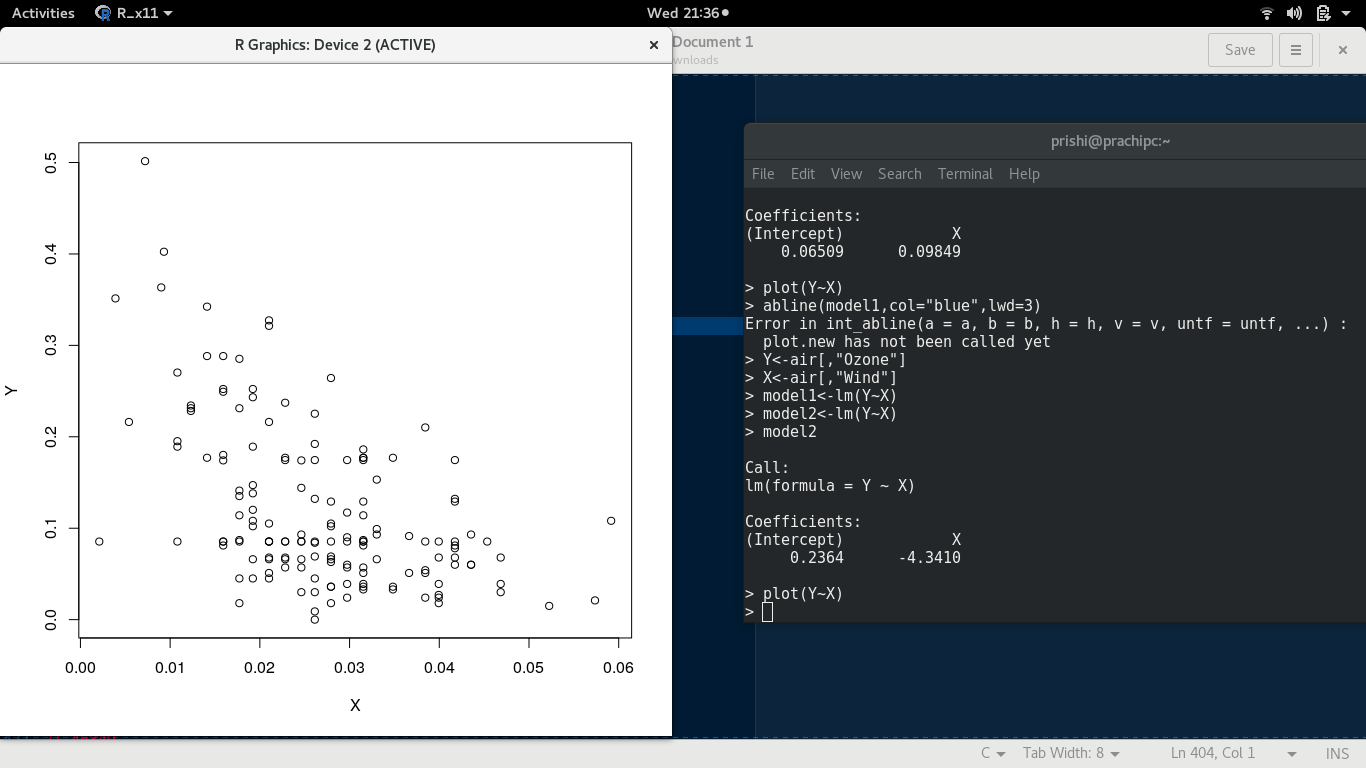 Activities R_x11 Wed 21:36
R Graphics: Device 2 (ACTIVE)
Document 1
wnloads
Save
0.5
0.4
0.3
0.2
0.1
0.0
Y
0.00 0.01 0.02 0.03 0.04 0.05 0.06
X
prishi@prachipc:~
File Edit View Search Terminal Help
Coefficients:
(Intercept)            X
    0.06509      0.09849
> plot(Y~X)
> abline(model1,col="blue",lwd=3)
Error in int_abline(a = a, b = b, h = h, v = v, untf = untf, ...) :
  plot.new has not been called yet
> Y<-air[,"Ozone"]
> X<-air[,"Wind"]
> model1<-lm(Y~X)
> model2<-lm(Y~X)
> model2
Call:
lm(formula = Y ~ X)
Coefficients:
(Intercept)            X
     0.2364      -4.3410
> plot(Y~X)
>
C Tab Width: 8 Ln 404, Col 1 INS